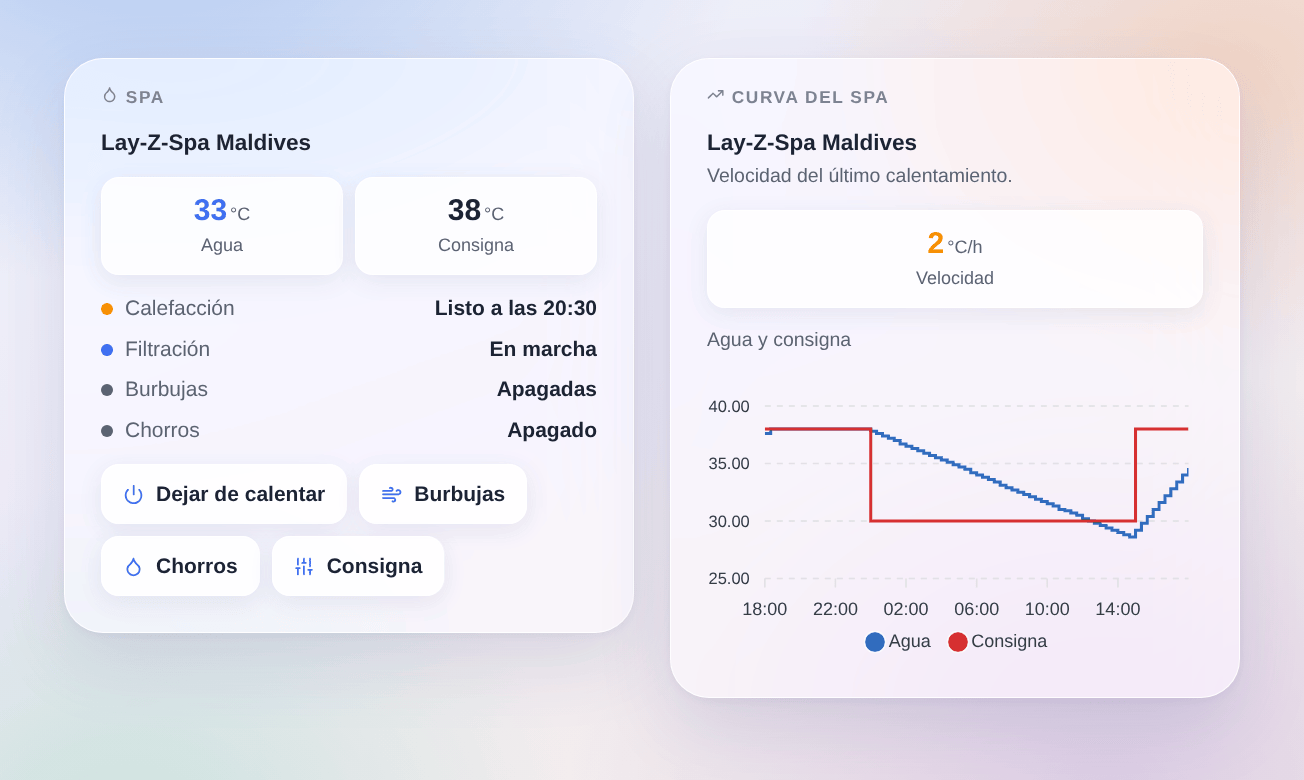 SPA
Lay-Z-Spa Maldives
33 °C
Agua
38 °C
Consigna
Calefacción Listo a las 20:30
Filtración En marcha
Burbujas Apagadas
Chorros Apagado
Dejar de calentar
Burbujas
Chorros
Consigna
CURVA DEL SPA
Lay-Z-Spa Maldives
Velocidad del último calentamiento.
2 °C/h
Velocidad
Agua y consigna
40.00
35.00
30.00
25.00
18:00 22:00 02:00 06:00 10:00 14:00
Agua Consigna